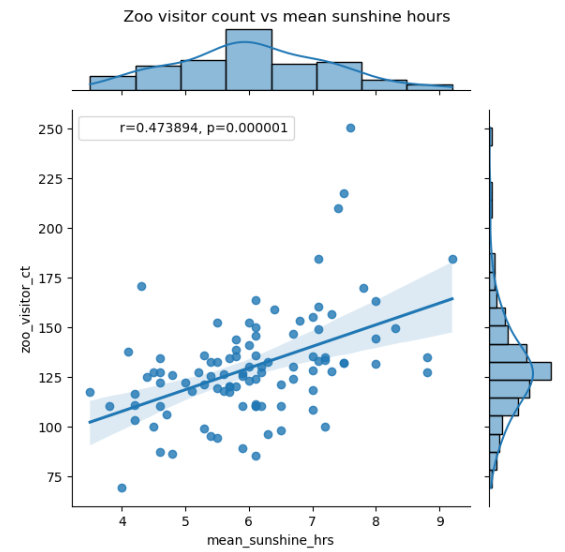 Zoo visitor count vs mean sunshine hours
r=0.473894, p=0.000001
250
225
200
175
150
125
100
75
zoo_visitor_ct
4 5 6 7 8 9
mean_sunshine_hrs